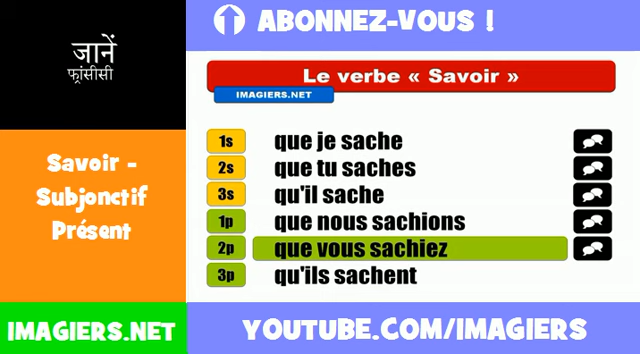 जानें
फ्रांसीसी
Savoir -
Subjonctif
Présent
IMAGIERS.NET
ABONNEZ-VOUS !
Le verbe « Savoir »
IMAGIERS.NET
1s que je sache
2s que tu saches
3s qu'il sache
1p que nous sachions
2p que vous sachiez
3p qu'ils sachent
YOUTUBE.COM/IMAGIERS